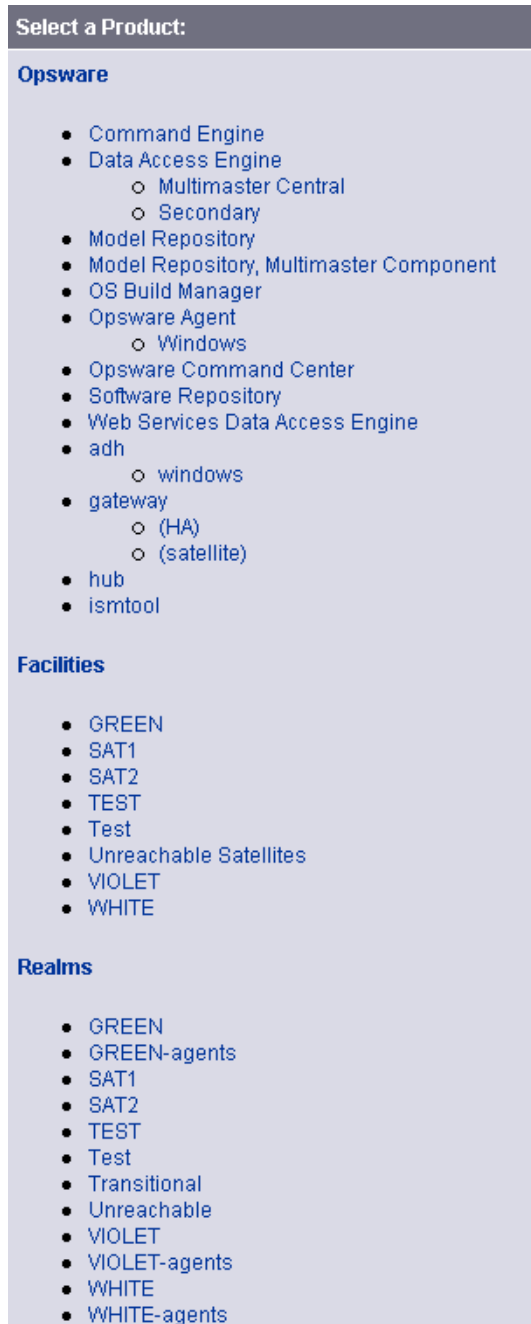 Select a Product:
Opsware
Command Engine
Data Access Engine
Multimaster Central
Secondary
Model Repository
Model Repository, Multimaster Component
OS Build Manager
Opsware Agent
Windows
Opsware Command Center
Software Repository
Web Services Data Access Engine
adh
windows
gateway
(HA)
(satellite)
hub
ismtool
Facilities
GREEN
SAT1
SAT2
TEST
Test
Unreachable Satellites
VIOLET
WHITE
Realms
GREEN
GREEN-agents
SAT1
SAT2
TEST
Test
Transitional
Unreachable
VIOLET
VIOLET-agents
WHITE
WHITE-agents